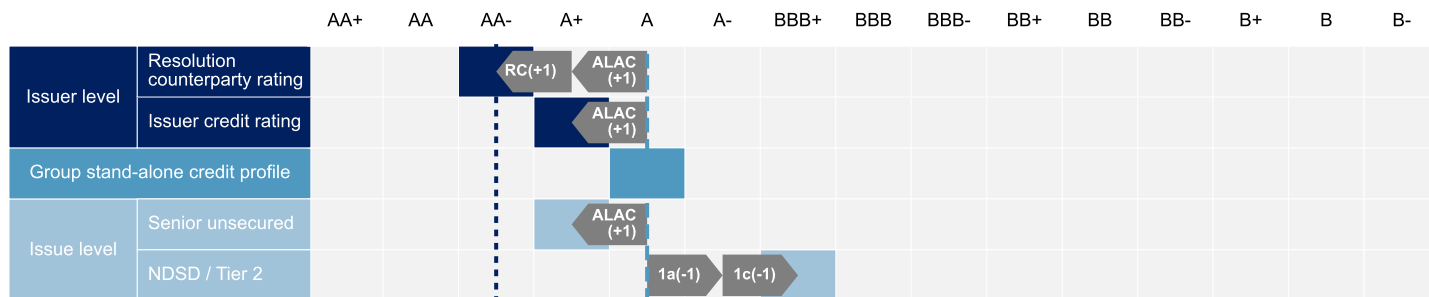 AA+ AA AA- A+ A A- BBB+ BBB BBB- BB+ BB BB- B+ B B-
Issuer level
Resolution
counterparty rating
RC(+1)
ALAC
(+1)
Issuer credit rating
ALAC
(+1)
Group stand-alone credit profile
Issue level
Senior unsecured
ALAC
(+1)
NDSD / Tier 2
1a(-1)
1c(-1)